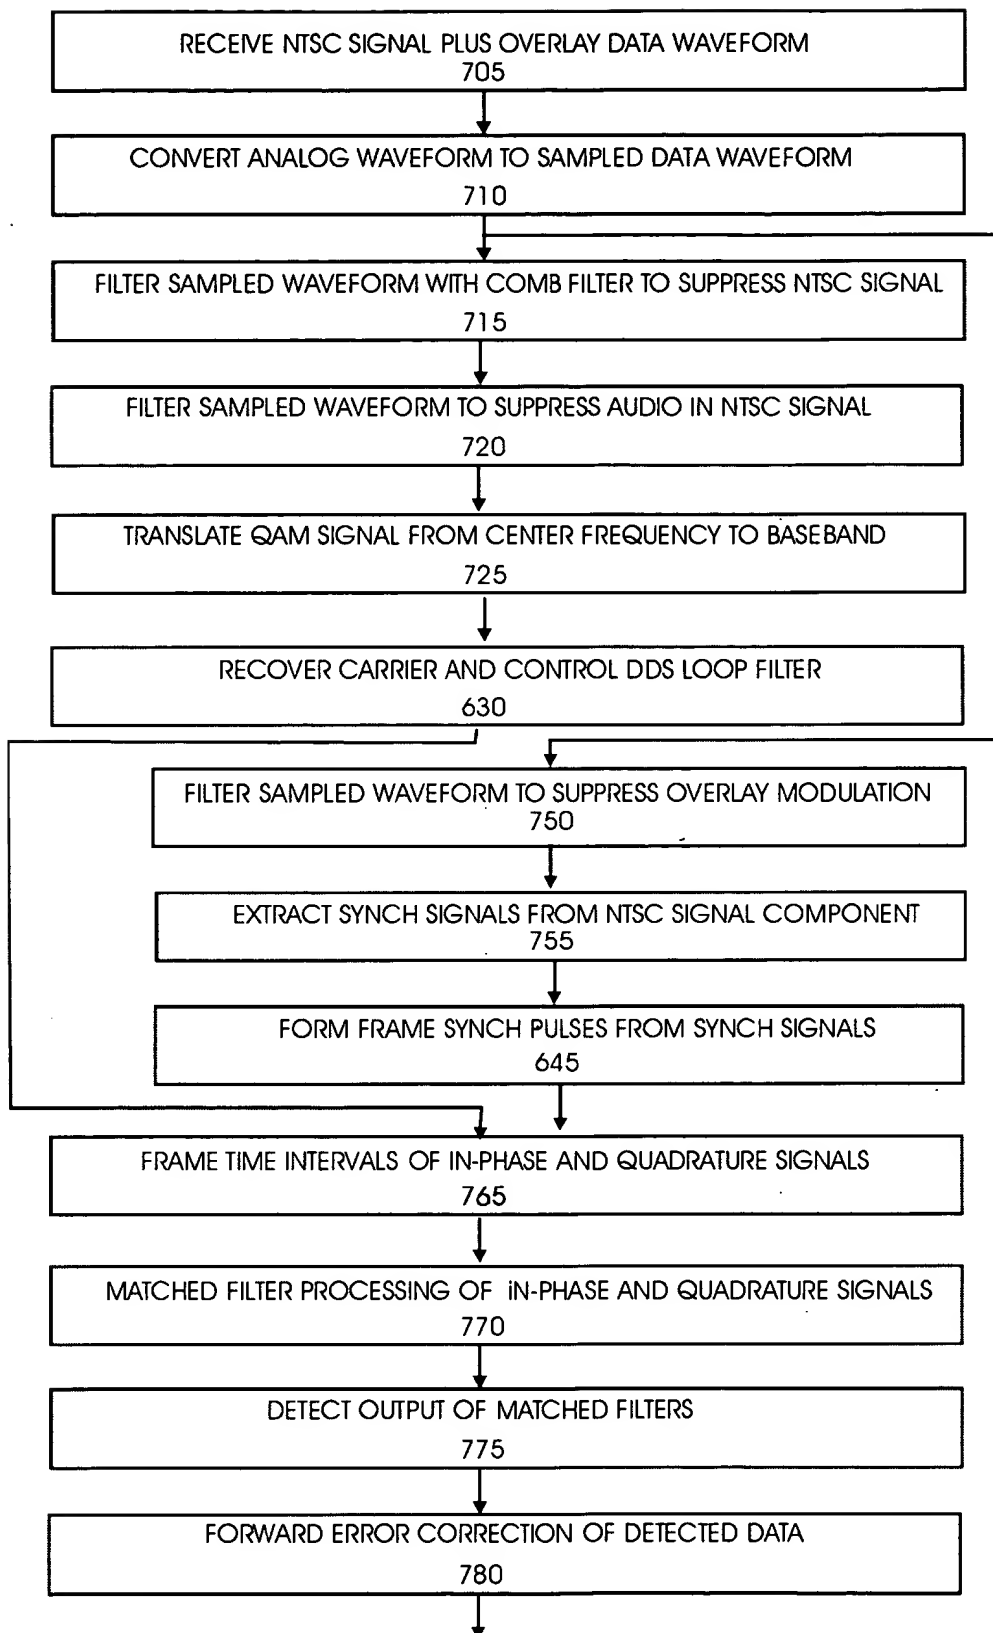 RECEIVE NTSC SIGNAL PLUS OVERLAY DATA WAVEFORM
705
CONVERT ANALOG WAVEFORM TO SAMPLED DATA WAVEFORM
710
FILTER SAMPLED WAVEFORM WITH COMB FILTER TO SUPPRESS NTSC SIGNAL
715
FILTER SAMPLED WAVEFORM TO SUPPRESS AUDIO IN NTSC SIGNAL
720
TRANSLATE QAM SIGNAL FROM CENTER FREQUENCY TO BASEBAND
725
RECOVER CARRIER AND CONTROL DDS LOOP FILTER
630
FILTER SAMPLED WAVEFORM TO SUPPRESS OVERLAY MODULATION
750
EXTRACT SYNCH SIGNALS FROM NTSC SIGNAL COMPONENT
755
FORM FRAME SYNCH PULSES FROM SYNCH SIGNALS
645
FRAME TIME INTERVALS OF IN-PHASE AND QUADRATURE SIGNALS
765
MATCHED FILTER PROCESSING OF iN-PHASE AND QUADRATURE SIGNALS
770
DETECT OUTPUT OF MATCHED FILTERS
775
FORWARD ERROR CORRECTION OF DETECTED DATA
780